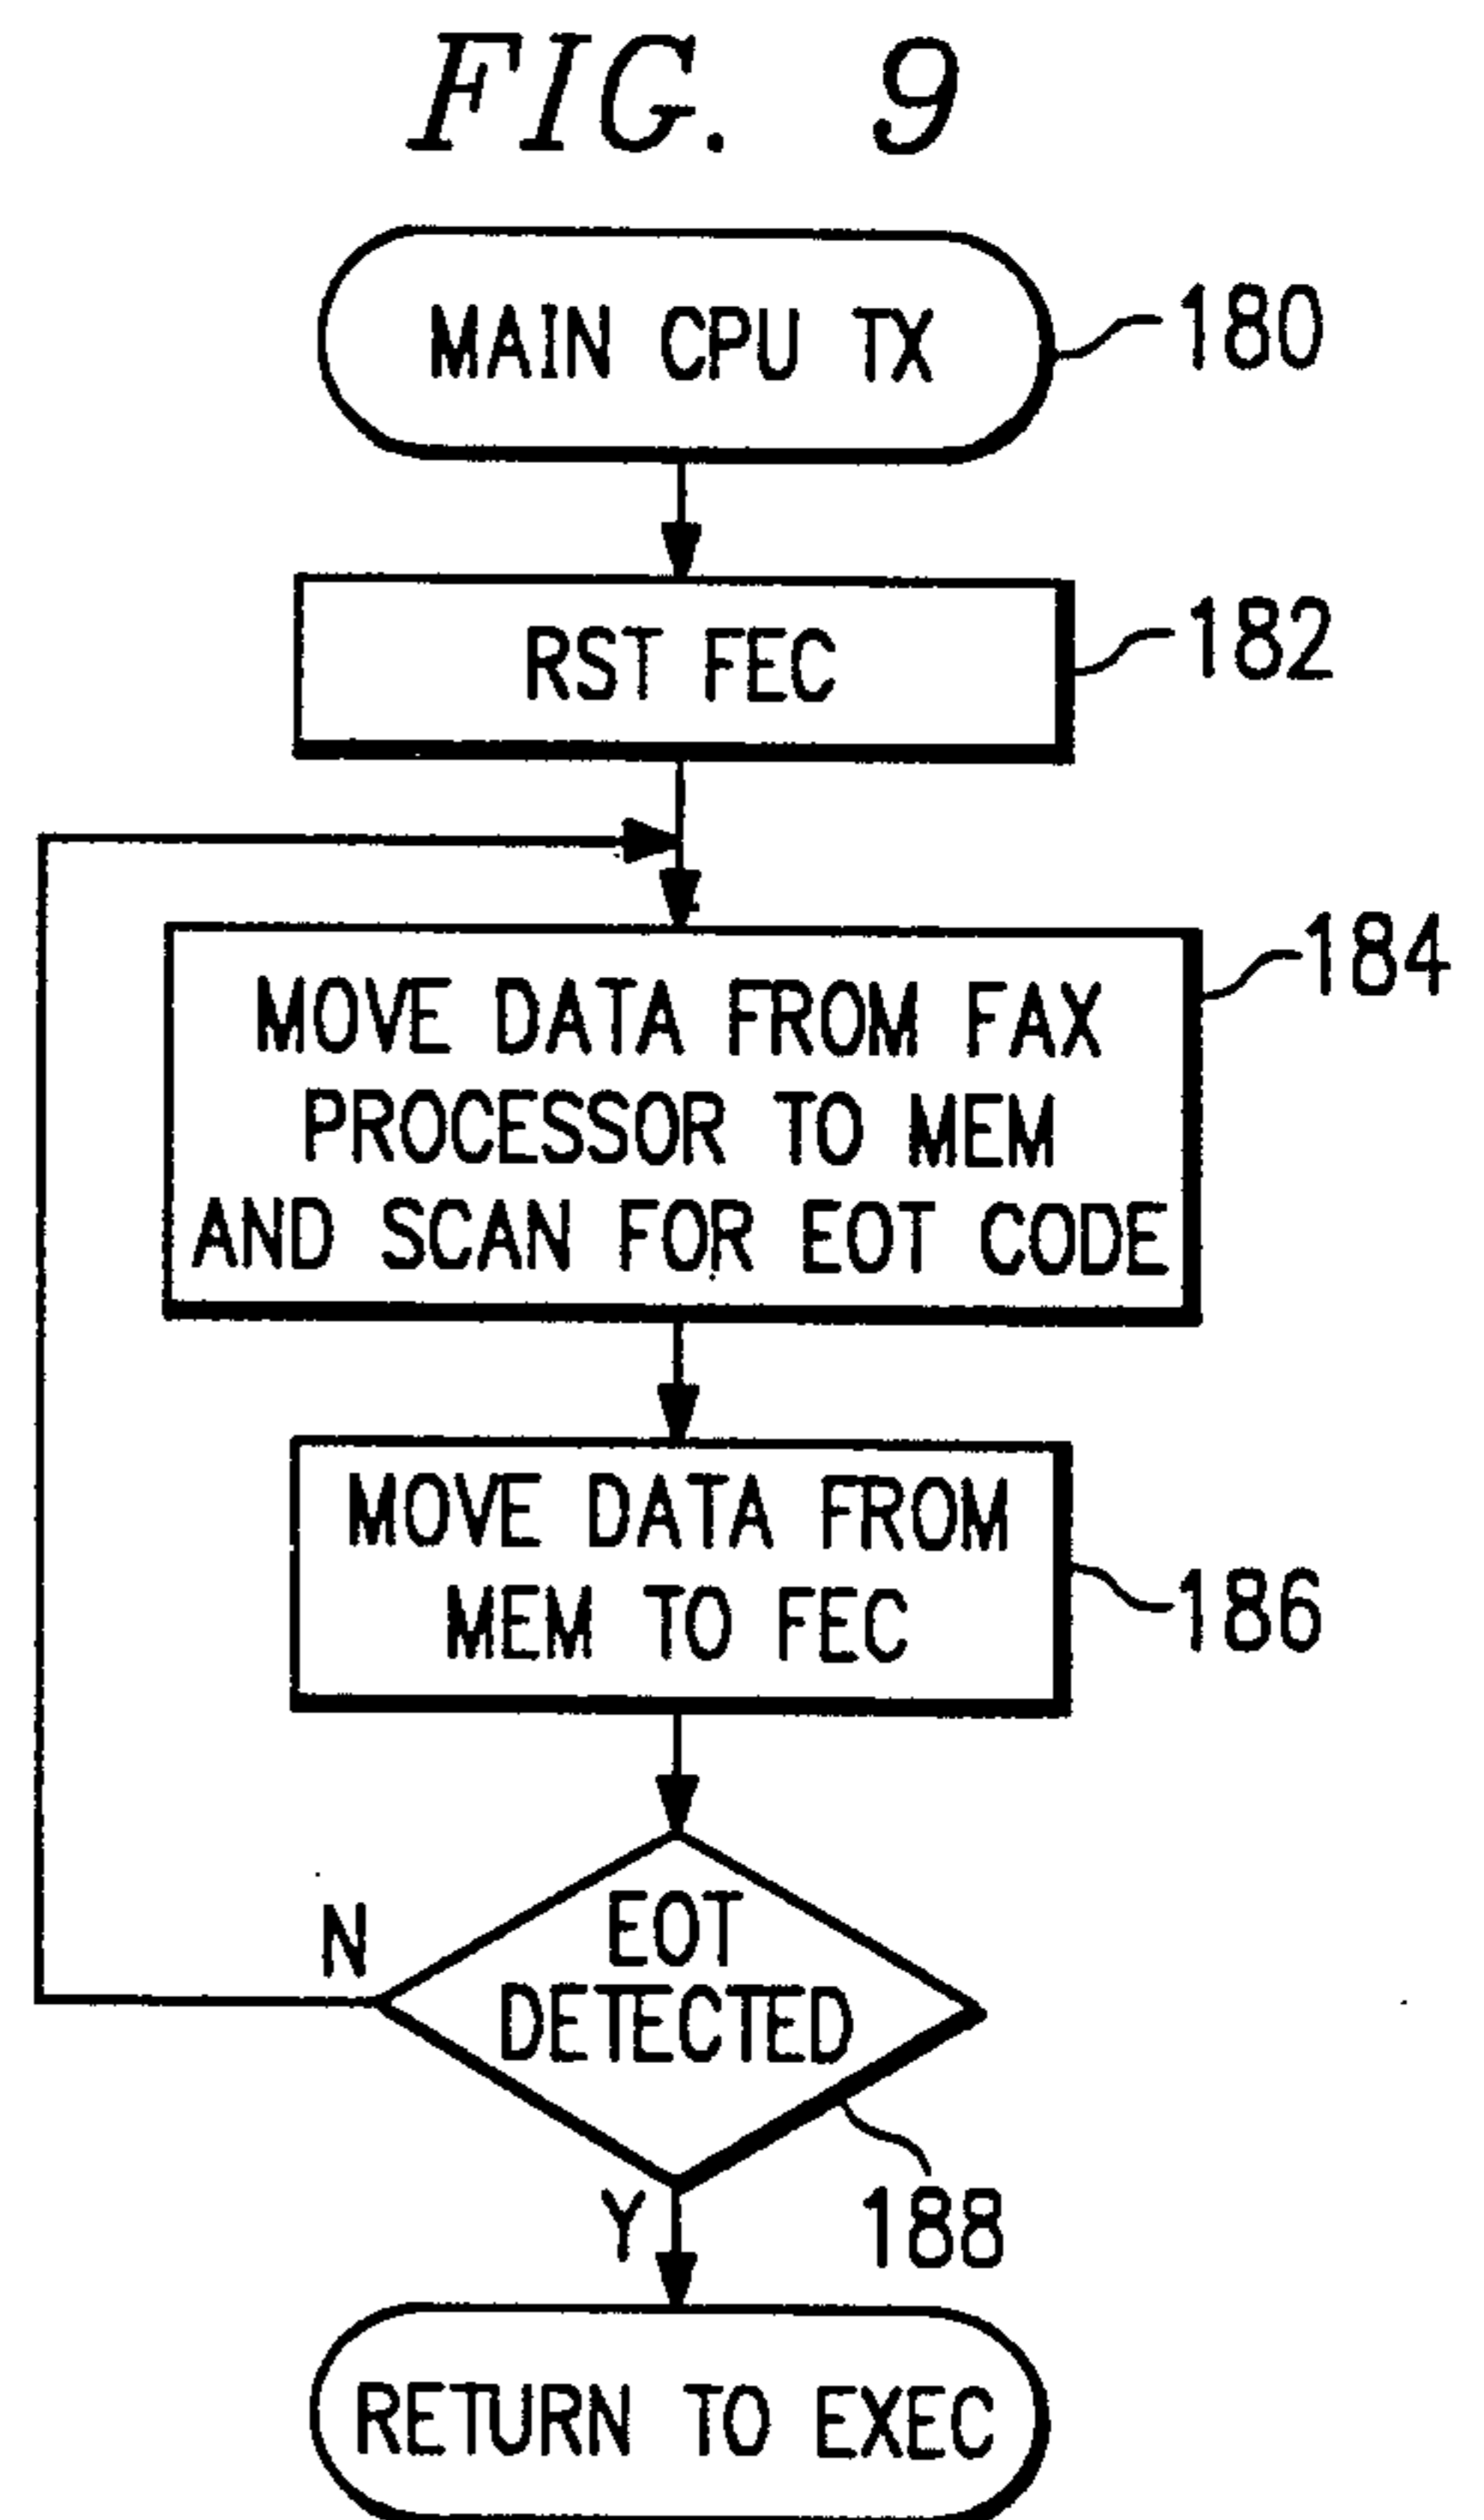 FIG. 9
MAIN CPU TX
180
RST FEC
182
MOVE DATA FROM FAX
PROCESSOR TO MEM
AND SCAN FOR EOT CODE
184
MOVE DATA FROM
MEM TO FEC
186
N
EOT
DETECTED
Y
188
RETURN TO EXEC